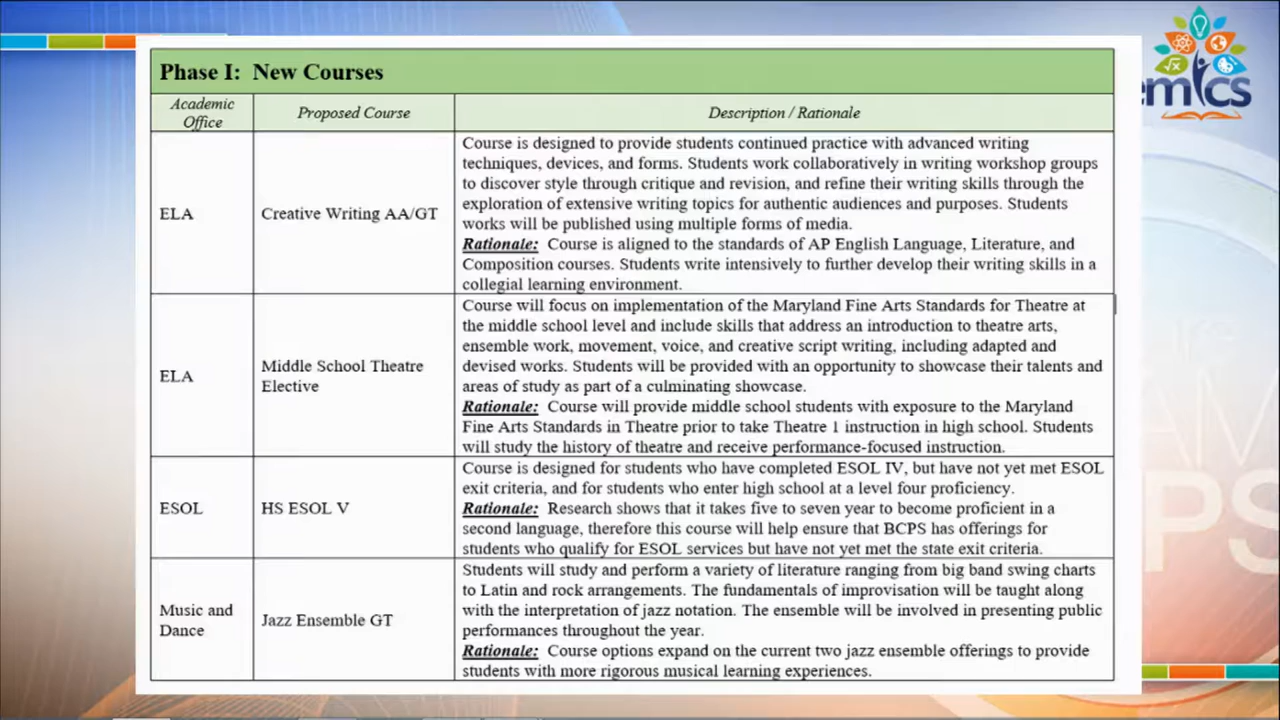 Phase I: New Courses
Academic Office
Proposed Course
Description / Rationale
ELA
Creative Writing AA/GT
Course is designed to provide students continued practice with advanced writing
techniques, devices, and forms. Students work collaboratively in writing workshop groups
to discover style through critique and revision, and refine their writing skills through the
exploration of extensive writing topics for authentic audiences and purposes. Students
works will be published using multiple forms of media.
Rationale: Course is aligned to the standards of AP English Language, Literature, and
Composition courses. Students write intensively to further develop their writing skills in a
collegial learning environment.
ELA
Middle School Theatre
Elective
Course will focus on implementation of the Maryland Fine Arts Standards for Theatre at
the middle school level and include skills that address an introduction to theatre arts,
ensemble work, movement, voice, and creative script writing, including adapted and
devised works. Students will be provided with an opportunity to showcase their talents and
areas of study as part of a culminating showcase.
Rationale: Course will provide middle school students with exposure to the Maryland
Fine Arts Standards in Theatre prior to take Theatre 1 instruction in high school. Students
will study the history of theatre and receive performance-focused instruction.
ESOL
HS ESOL V
Course is designed for students who have completed ESOL IV, but have not yet met ESOL
exit criteria, and for students who enter high school at a level four proficiency.
Rationale: Research shows that it takes five to seven year to become proficient in a
second language, therefore this course will help ensure that BCPS has offerings for
students who qualify for ESOL services but have not yet met the state exit criteria.
Music and
Dance
Jazz Ensemble GT
Students will study and perform a variety of literature ranging from big band swing charts
to Latin and rock arrangements. The fundamentals of improvisation will be taught along
with the interpretation of jazz notation. The ensemble will be involved in presenting public
performances throughout the year.
Rationale: Course options expand on the current two jazz ensemble offerings to provide
students with more rigorous musical learning experiences.